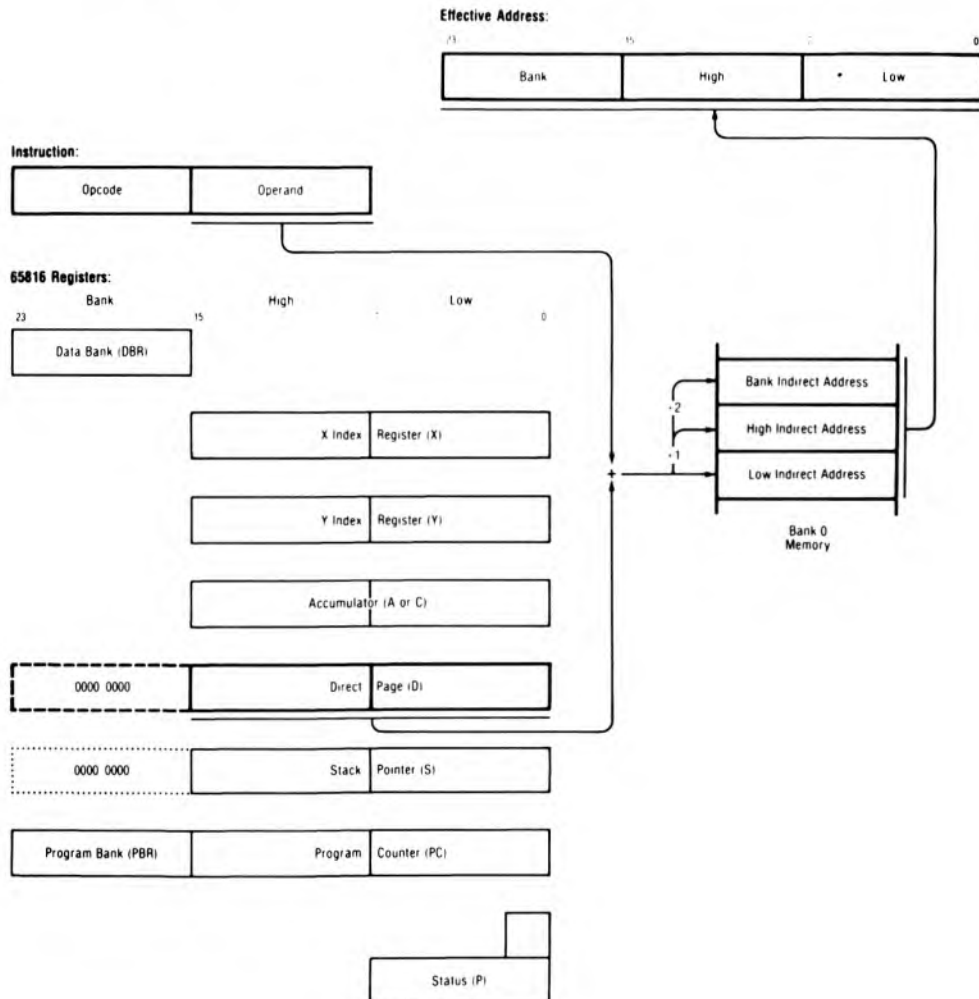 Effective Address:
23 15 7 0
Bank High Low
Instruction:
Opcode Operand
65816 Registers:
Bank High Low
23 15 0
Data Bank (DBR)
X Index Register (X)
Y Index Register (Y)
Accumulator (A or C)
0000 0000 Direct Page (D)
0000 0000 Stack Pointer (S)
Program Bank (PBR) Program Counter (PC)
Status (P)
+
+2
+1
Bank Indirect Address
High Indirect Address
Low Indirect Address
Bank 0
Memory